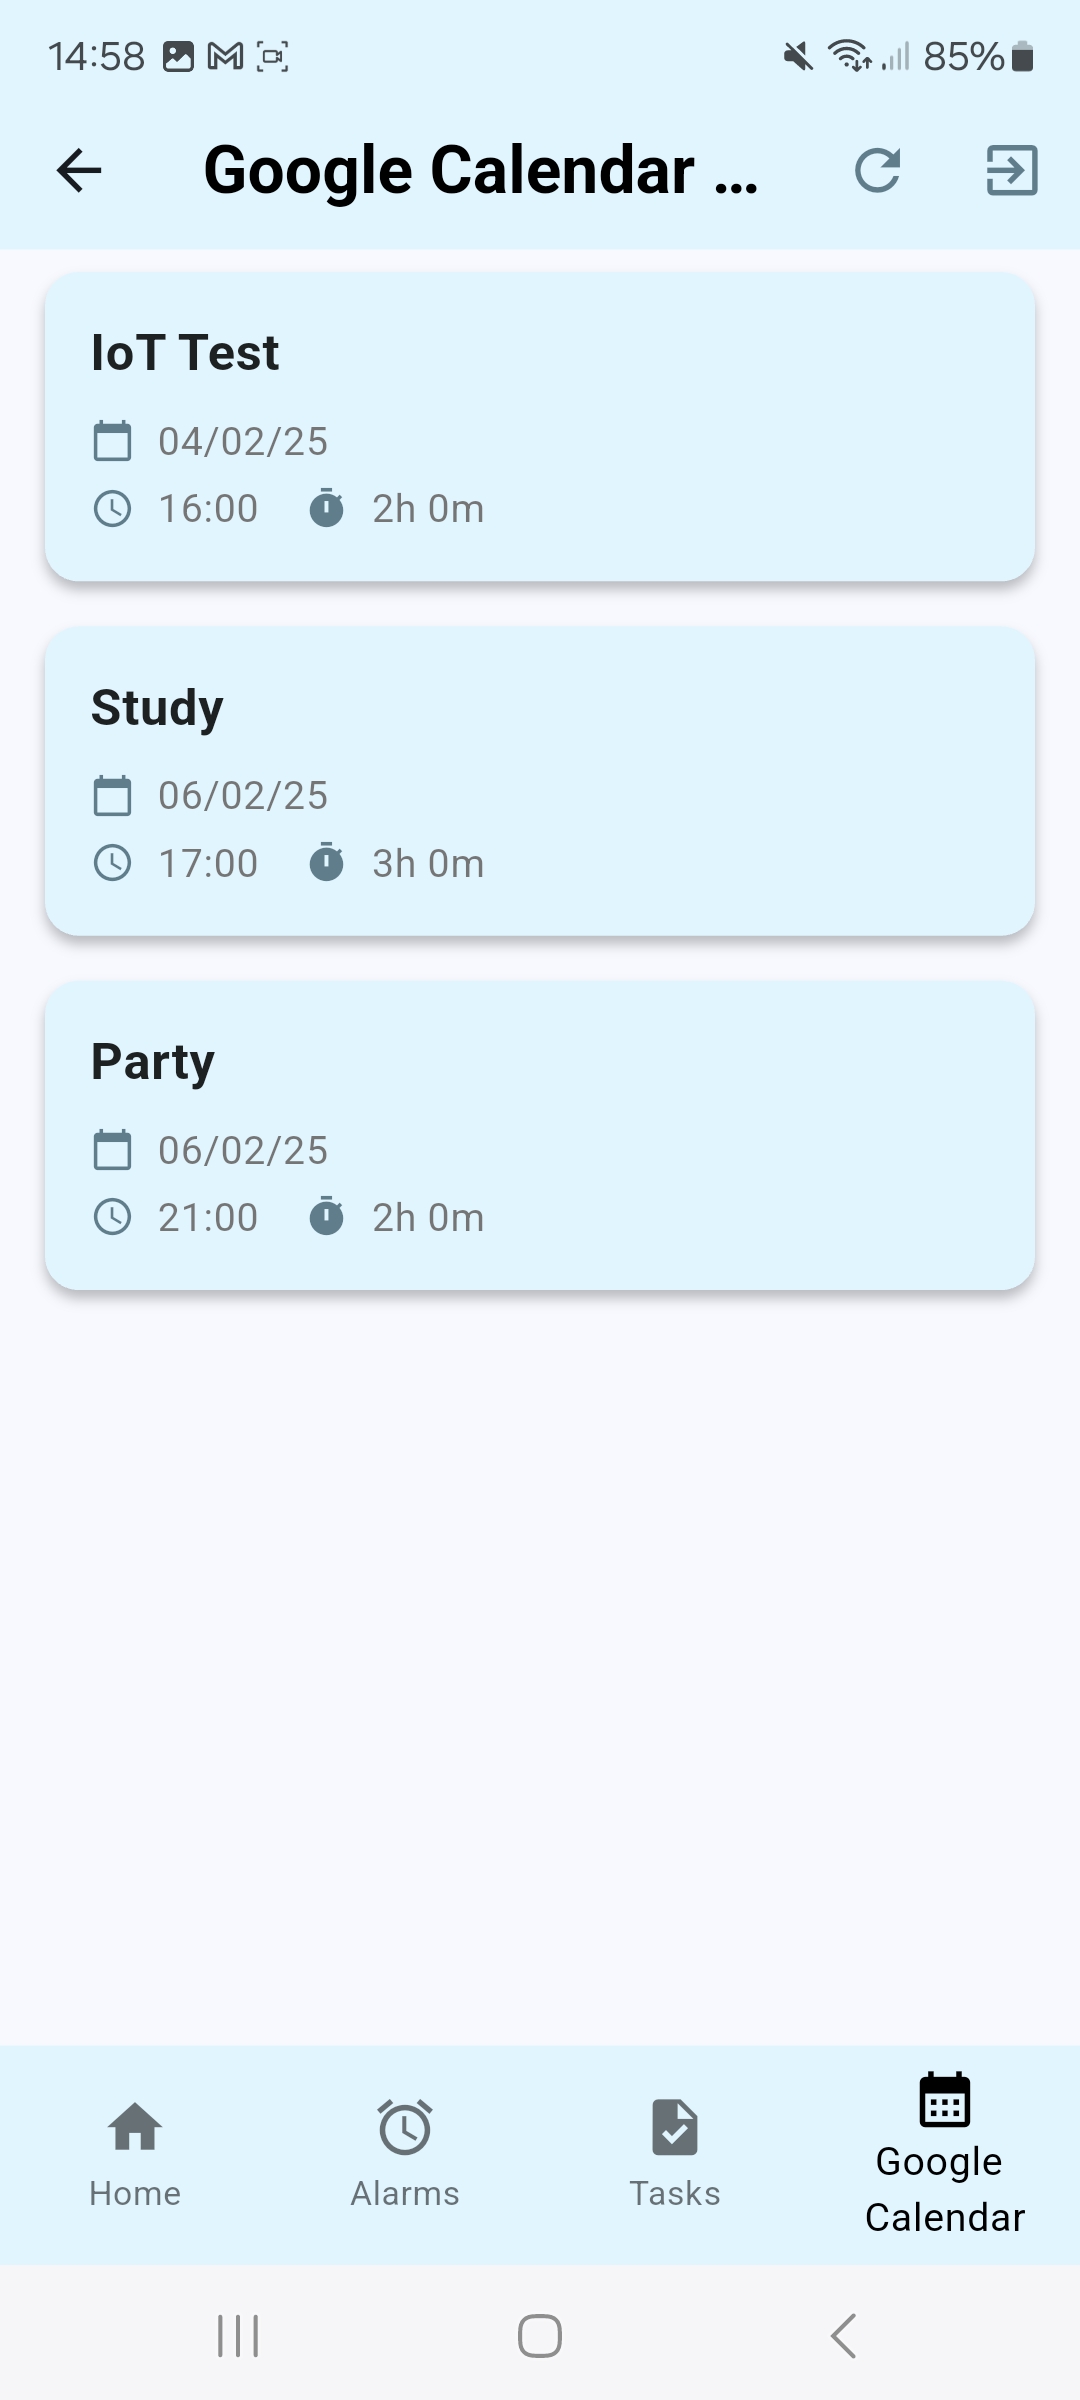 14:58 85%
Google Calendar ...
IoT Test
04/02/25
16:00 2h 0m
Study
06/02/25
17:00 3h 0m
Party
06/02/25
21:00 2h 0m
Home Alarms Tasks Google
Calendar